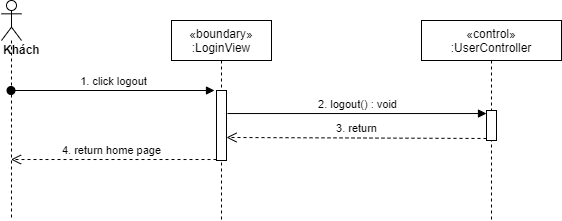 «boundary»
:LoginView
«control»
:UserController
Khách
1. click logout
2. logout() : void
3. return
4. return home page